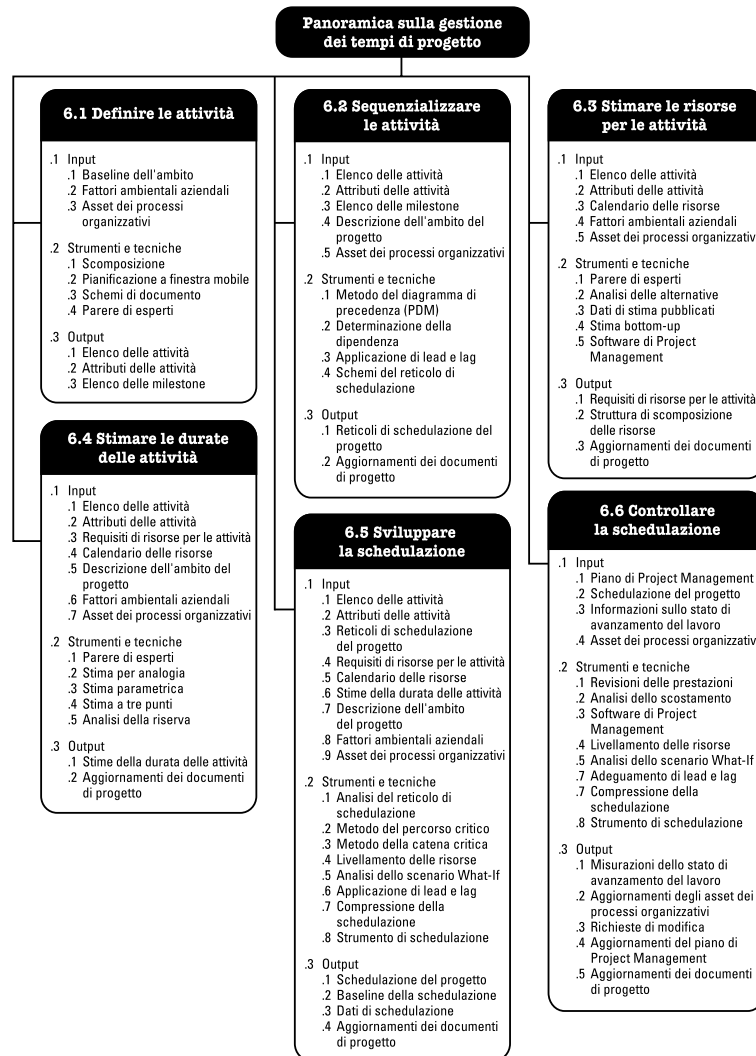 Panoramica sulla gestione
dei tempi di progetto
6.1 Definire le attività
.1 Input
.1 Baseline dell'ambito
.2 Fattori ambientali aziendali
.3 Asset dei processi
organizzativi
.2 Strumenti e tecniche
.1 Scomposizione
.2 Pianificazione a finestra mobile
.3 Schemi di documento
.4 Parere di esperti
.3 Output
.1 Elenco delle attività
.2 Attributi delle attività
.3 Elenco delle milestone
6.2 Sequenzializzare
le attività
.1 Input
.1 Elenco delle attività
.2 Attributi delle attività
.3 Elenco delle milestone
.4 Descrizione dell'ambito del
progetto
.5 Asset dei processi organizzativi
.2 Strumenti e tecniche
.1 Metodo del diagramma di
precedenza (PDM)
.2 Determinazione della
dipendenza
.3 Applicazione di lead e lag
.4 Schemi del reticolo di
schedulazione
.3 Output
.1 Reticoli di schedulazione del
progetto
.2 Aggiornamenti dei documenti
di progetto
6.3 Stimare le risorse
per le attività
.1 Input
.1 Elenco delle attività
.2 Attributi delle attività
.3 Calendario delle risorse
.4 Fattori ambientali aziendali
.5 Asset dei processi organizzativ
.2 Strumenti e tecniche
.1 Parere di esperti
.2 Analisi delle alternative
.3 Dati di stima pubblicati
.4 Stima bottom-up
.5 Software di Project
Management
.3 Output
.1 Requisiti di risorse per le attività
.2 Struttura di scomposizione
delle risorse
.3 Aggiornamenti dei documenti
di progetto
6.4 Stimare le durate
delle attività
.1 Input
.1 Elenco delle attività
.2 Attributi delle attività
.3 Requisiti di risorse per le attività
.4 Calendario delle risorse
.5 Descrizione dell'ambito del
progetto
.6 Fattori ambientali aziendali
.7 Asset dei processi organizzativi
.2 Strumenti e tecniche
.1 Parere di esperti
.2 Stima per analogia
.3 Stima parametrica
.4 Stima a tre punti
.5 Analisi della riserva
.3 Output
.1 Stime della durata delle attività
.2 Aggiornamenti dei documenti
di progetto
6.5 Sviluppare
la schedulazione
.1 Input
.1 Elenco delle attività
.2 Attributi delle attività
.3 Reticoli di schedulazione
del progetto
.4 Requisiti di risorse per le attività
.5 Calendario delle risorse
.6 Stime della durata delle attività
.7 Descrizione dell'ambito
del progetto
.8 Fattori ambientali aziendali
.9 Asset dei processi organizzativi
.2 Strumenti e tecniche
.1 Analisi del reticolo di
schedulazione
.2 Metodo del percorso critico
.3 Metodo della catena critica
.4 Livellamento delle risorse
.5 Analisi dello scenario What-If
.6 Applicazione di lead e lag
.7 Compressione della
schedulazione
.8 Strumento di schedulazione
.3 Output
.1 Schedulazione del progetto
.2 Baseline della schedulazione
.3 Dati di schedulazione
.4 Aggiornamenti dei documenti
di progetto
6.6 Controllare
la schedulazione
.1 Input
.1 Piano di Project Management
.2 Schedulazione del progetto
.3 Informazioni sullo stato di
avanzamento del lavoro
.4 Asset dei processi organizzativ
.2 Strumenti e tecniche
.1 Revisioni delle prestazioni
.2 Analisi dello scostamento
.3 Software di Project
Management
.4 Livellamento delle risorse
.5 Analisi dello scenario What-If
.7 Adeguamento di lead e lag
.7 Compressione della
schedulazione
.8 Strumento di schedulazione
.3 Output
.1 Misurazioni dello stato di
avanzamento del lavoro
.2 Aggiornamenti degli asset dei
processi organizzativi
.3 Richieste di modifica
.4 Aggiornamenti del piano di
Project Management
.5 Aggiornamenti dei documenti
di progetto